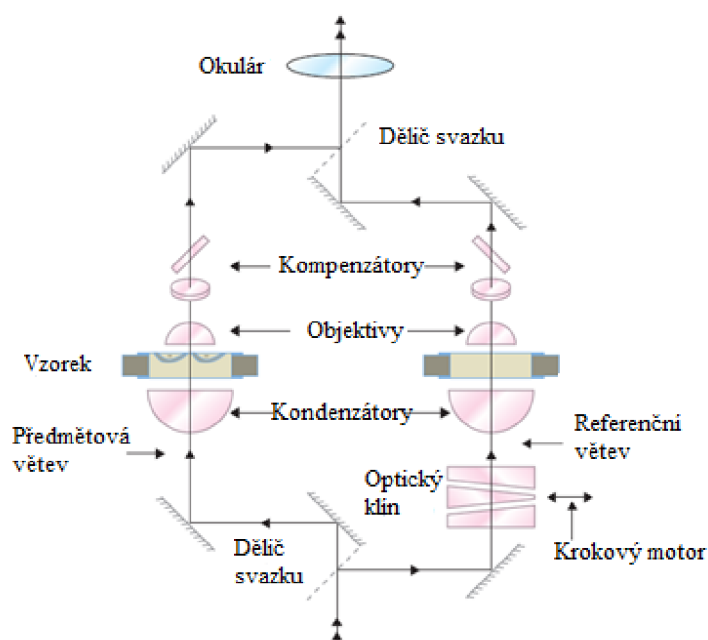 Okulár
Dělič svazku
Kompenzátory
Objektivy
Vzorek
Kondenzátory
Předmětová
větev
Referenční
větev
Optický
klín
Dělič
svazku
Krokový motor